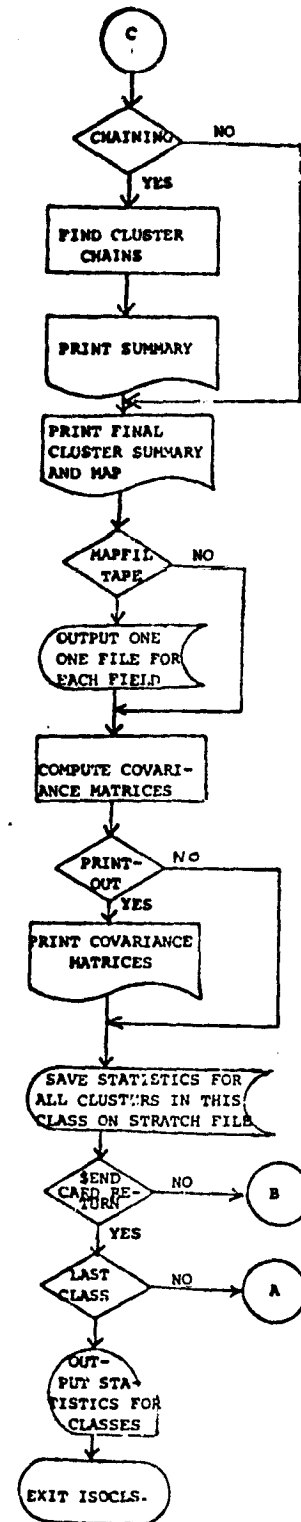 C
CHAINING
NO
YES
FIND CLUSTER
CHAINS
PRINT SUMMARY
PRINT FINAL
CLUSTER SUMMARY
AND MAP
MAPFIL
TAPE
NO
OUTPUT ONE
ONE FILE FOR
EACH FIELD
COMPUTE COVARI-
ANCE MATRICES
PRINT-
OUT
NO
YES
PRINT COVARIANCE
MATRICES
SAVE STATISTICS FOR
ALL CLUSTERS IN THIS
CLASS ON STRATCH FILE
$END
CARD RE-
TURN
NO
B
YES
LAST
CLASS
NO
A
OUT-
PUT STA-
TISTICS FOR
CLASSES
EXIT ISOCLS.